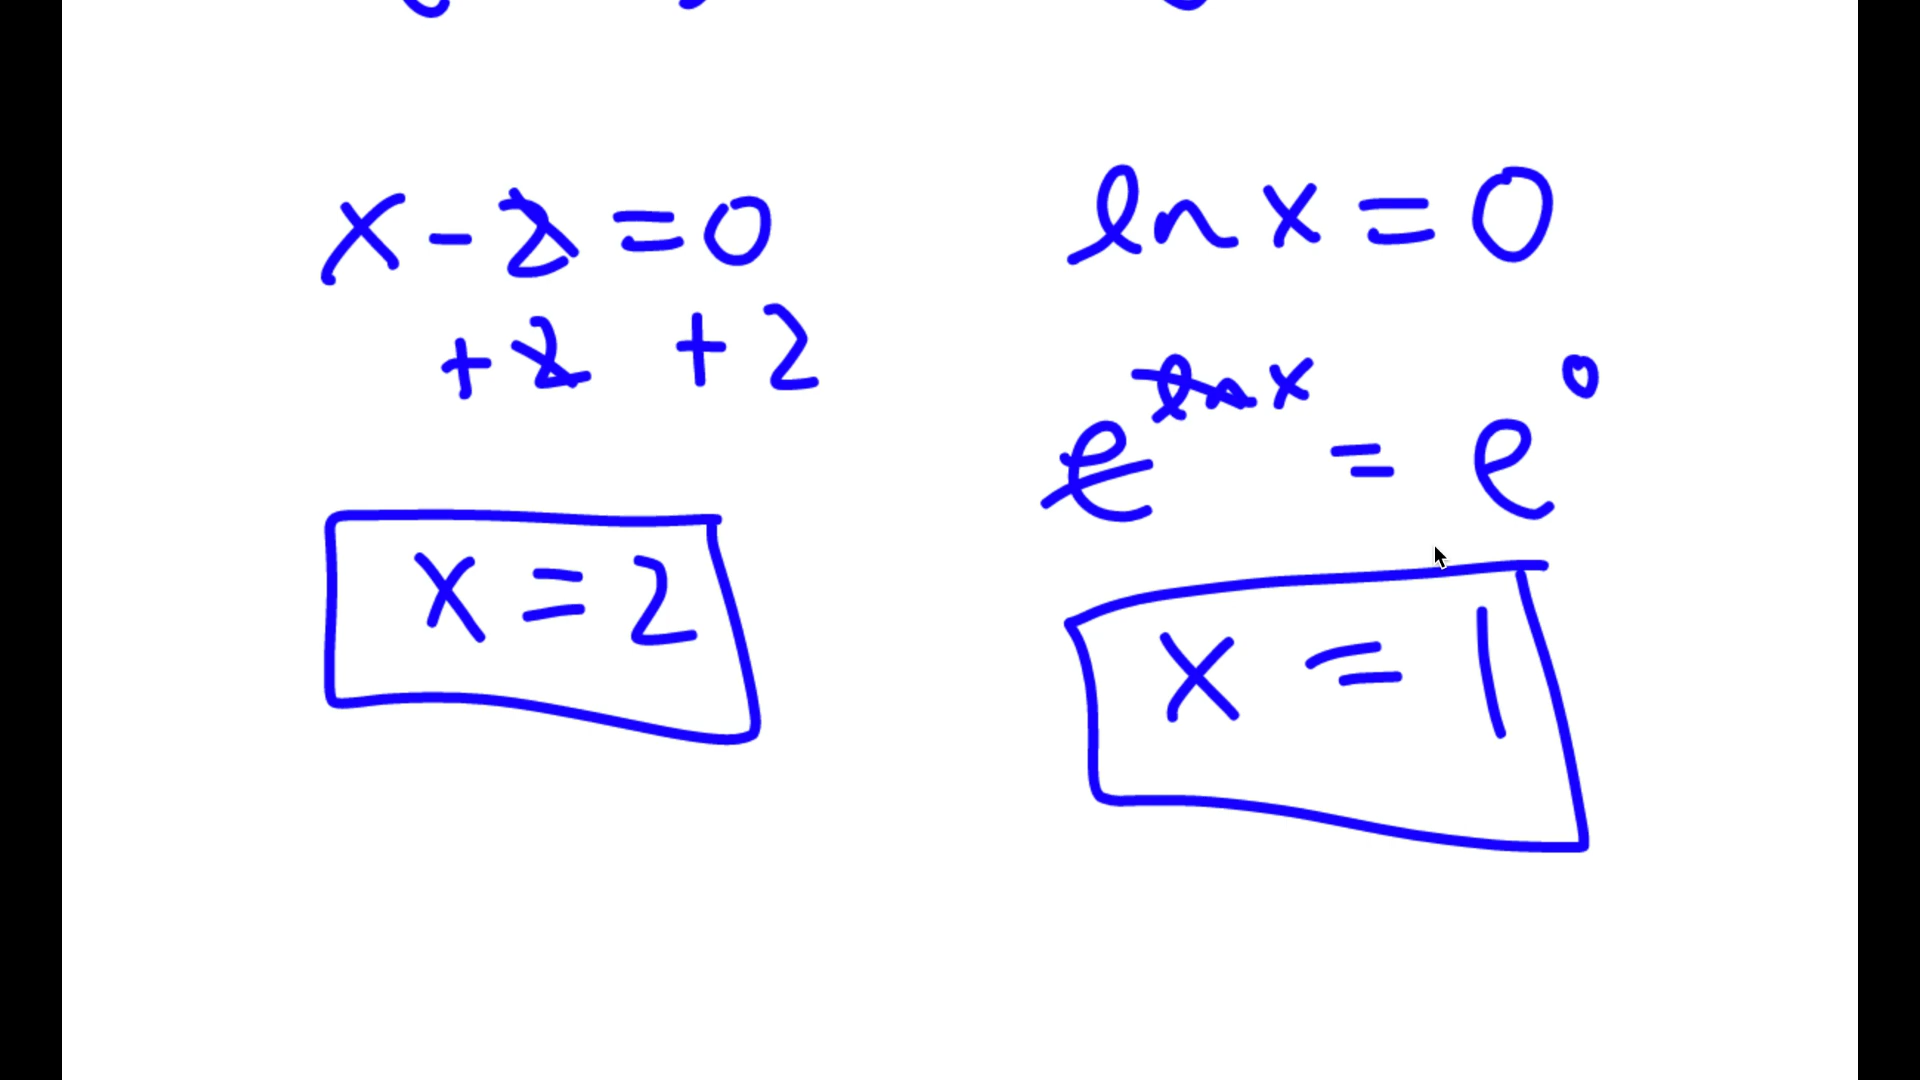 x - 2 = 0
+ 2 + 2
x = 2
ln x = 0
e^ln x = e^0
x = 1